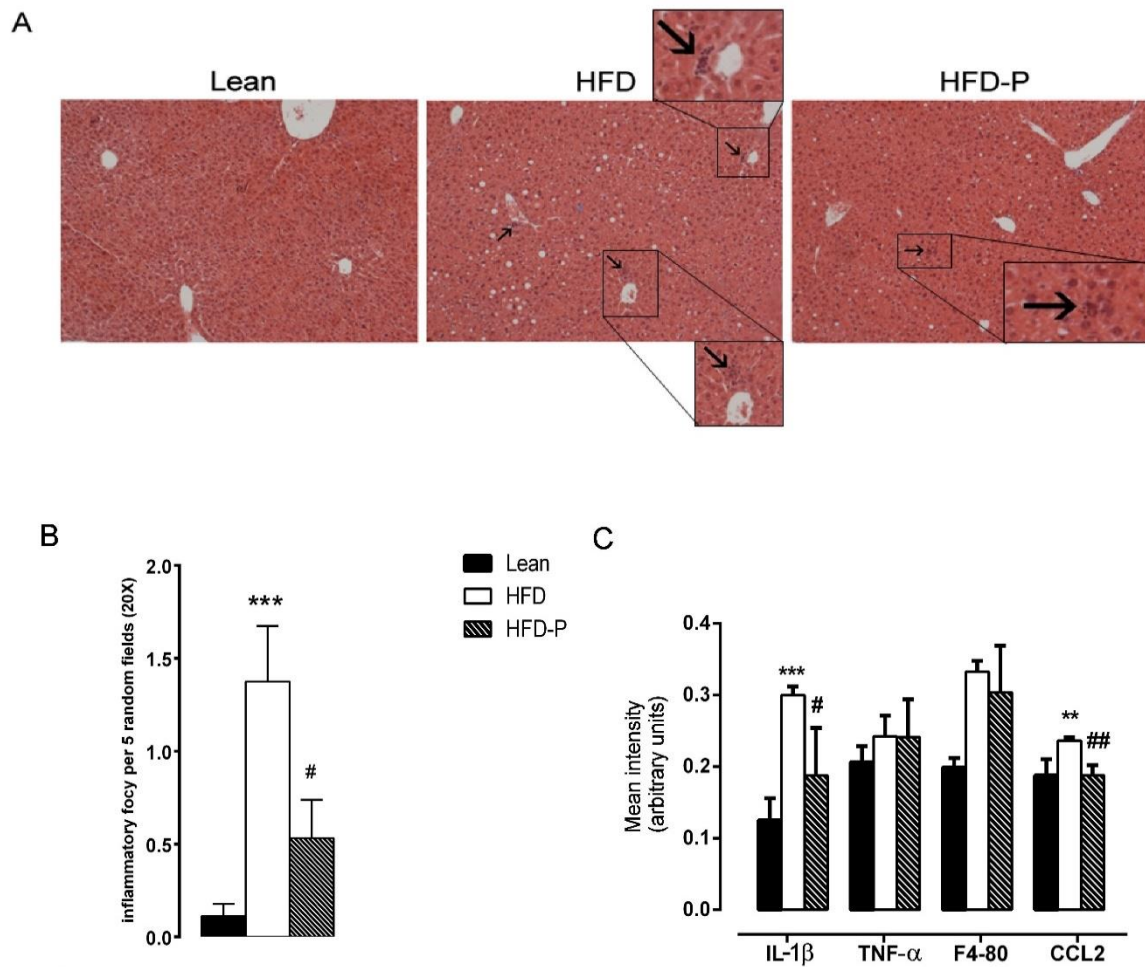 A
Lean
HFD
HFD-P
B
inflammatory focy per 5 random fields (20X)
2.0
1.5
1.0
0.5
0.0
***
#
Lean
HFD
HFD-P
C
Mean intensity
(arbitrary units)
0.4
0.3
0.2
0.1
0.0
***
#
**
##
IL-1β
TNF-α
F4-80
CCL2